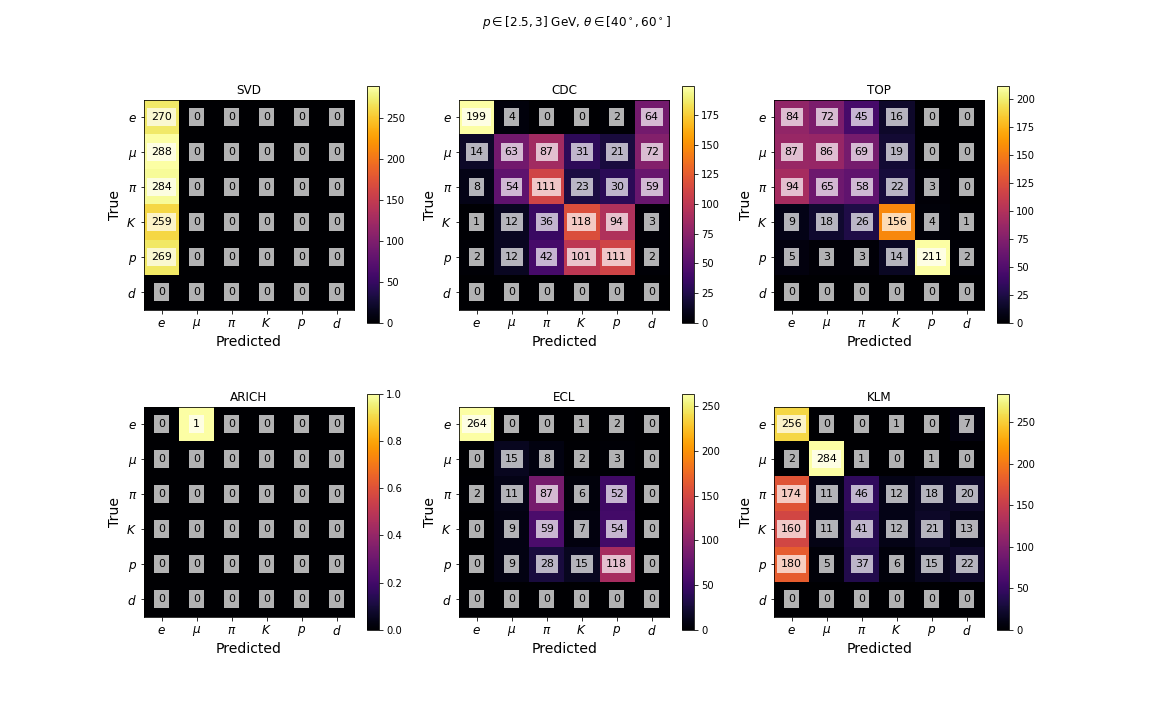 p ∈ [2.5, 3] GeV, θ ∈ [40°, 60°]
SVD
True
e 270 0 0 0 0 0
μ 288 0 0 0 0 0
π 284 0 0 0 0 0
K 259 0 0 0 0 0
p 269 0 0 0 0 0
d 0 0 0 0 0 0
e μ π K p d
Predicted
250
200
150
100
50
0
CDC
True
e 199 4 0 0 2 64
μ 14 63 87 31 21 72
π 8 54 111 23 30 59
K 1 12 36 118 94 3
p 2 12 42 101 111 2
d 0 0 0 0 0 0
e μ π K p d
Predicted
175
150
125
100
75
50
25
0
TOP
True
e 84 72 45 16 0 0
μ 87 86 69 19 0 0
π 94 65 58 22 3 0
K 9 18 26 156 4 1
p 5 3 3 14 211 2
d 0 0 0 0 0 0
e μ π K p d
Predicted
200
175
150
125
100
75
50
25
0
ARICH
True
e 0 1 0 0 0 0
μ 0 0 0 0 0 0
π 0 0 0 0 0 0
K 0 0 0 0 0 0
p 0 0 0 0 0 0
d 0 0 0 0 0 0
e μ π K p d
Predicted
1.0
0.8
0.6
0.4
0.2
0.0
ECL
True
e 264 0 0 1 2 0
μ 0 15 8 2 3 0
π 2 11 87 6 52 0
K 0 9 59 7 54 0
p 0 9 28 15 118 0
d 0 0 0 0 0 0
e μ π K p d
Predicted
250
200
150
100
50
0
KLM
True
e 256 0 0 1 0 7
μ 2 284 1 0 1 0
π 174 11 46 12 18 20
K 160 11 41 12 21 13
p 180 5 37 6 15 22
d 0 0 0 0 0 0
e μ π K p d
Predicted
250
200
150
100
50
0